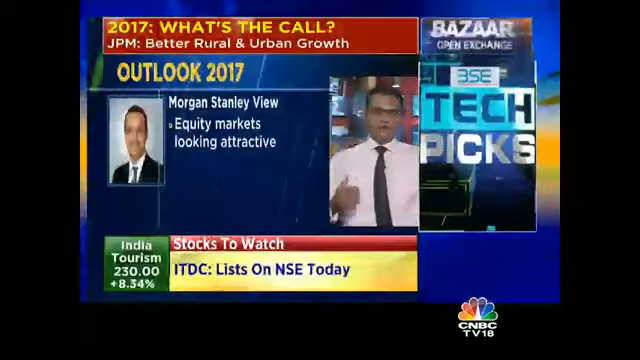 2017: WHAT'S THE CALL?
JPM: Better Rural & Urban Growth
BAZAAR
OPEN EXCHANGE
OUTLOOK 2017
Morgan Stanley View
Equity markets
looking attractive
BSE
TECH
PICKS
India
Tourism
230.00
+8.34%
Stocks To Watch
ITDC: Lists On NSE Today
CNBC
TV18